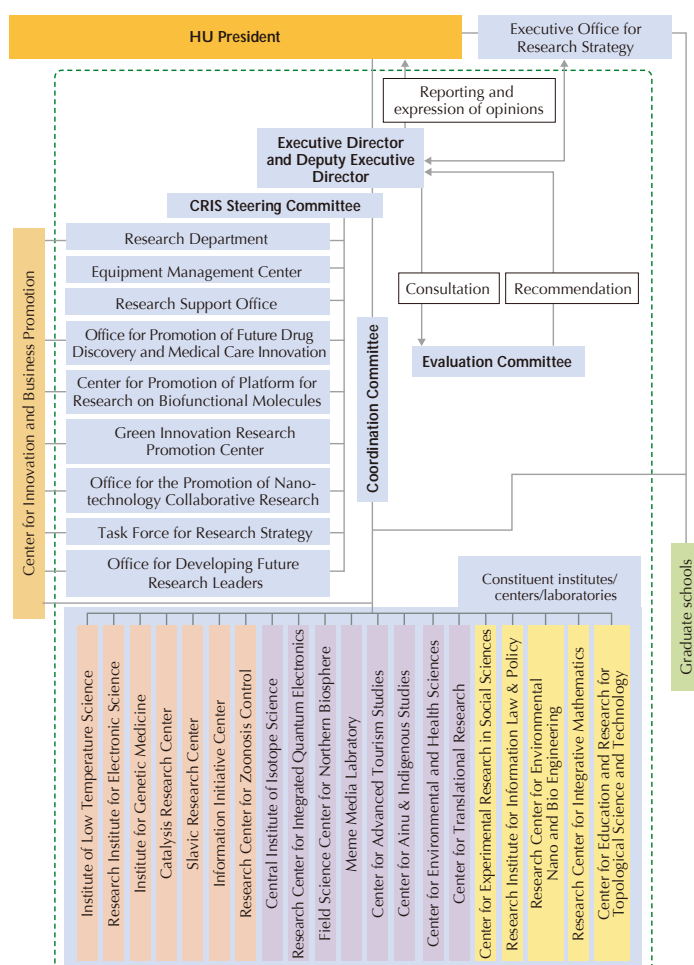 HU President
Executive Office for
Research Strategy
Reporting and
expression of opinions
Executive Director
and Deputy Executive
Director
CRIS Steering Committee
Research Department
Equipment Management Center
Research Support Office
Office for Promotion of Future Drug
Discovery and Medical Care Innovation
Center for Promotion of Platform for
Research on Biofunctional Molecules
Green Innovation Research
Promotion Center
Office for the Promotion of Nano-
technology Collaborative Research
Task Force for Research Strategy
Office for Developing Future
Research Leaders
Center for Innovation and Business Promotion
Coordination Committee
Consultation
Recommendation
Evaluation Committee
Graduate schools
Constituent institutes/
centers/laboratories
Institute of Low Temperature Science
Research Institute for Electronic Science
Institute for Genetic Medicine
Catalysis Research Center
Slavic Research Center
Information Initiative Center
Research Center for Zoonosis Control
Central Institute of Isotope Science
Research Center for Integrated Quantum Electronics
Field Science Center for Northern Biosphere
Meme Media Labratory
Center for Advanced Tourism Studies
Center for Ainu & Indigenous Studies
Center for Environmental and Health Sciences
Center for Translational Research
Center for Experimental Research in Social Sciences
Research Institute for Information Law & Policy
Research Center for Environmental
Nano and Bio Engineering
Research Center for Integrative Mathematics
Center for Education and Research for
Topological Science and Technology